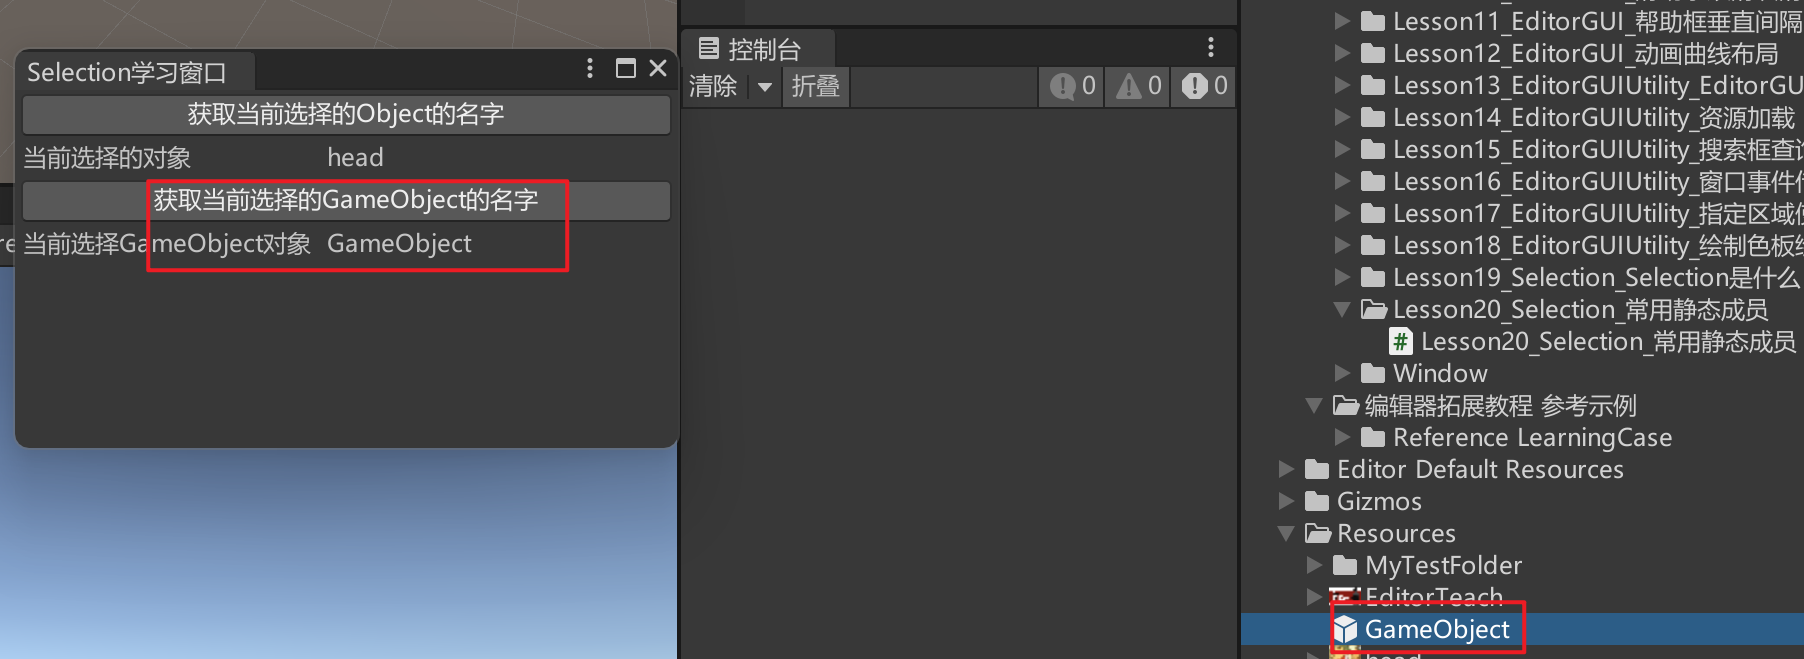 Selection学习窗口
获取当前选择的Object的名字
当前选择的对象 head
获取当前选择的GameObject的名字
当前选择GameObject对象 GameObject
控制台
清除 折叠 0 0 0
Lesson11_EditorGUI_帮助框垂直间隔
Lesson12_EditorGUI_动画曲线布局
Lesson13_EditorGUIUtility_EditorGU
Lesson14_EditorGUIUtility_资源加载
Lesson15_EditorGUIUtility_搜索框查
Lesson16_EditorGUIUtility_窗口事件
Lesson17_EditorGUIUtility_指定区域
Lesson18_EditorGUIUtility_绘制色板
Lesson19_Selection_Selection是什么
Lesson20_Selection_常用静态成员
Lesson20_Selection_常用静态成员
Window
编辑器拓展教程 参考示例
Reference LearningCase
Editor Default Resources
Gizmos
Resources
MyTestFolder
EditorTeach
GameObject
head